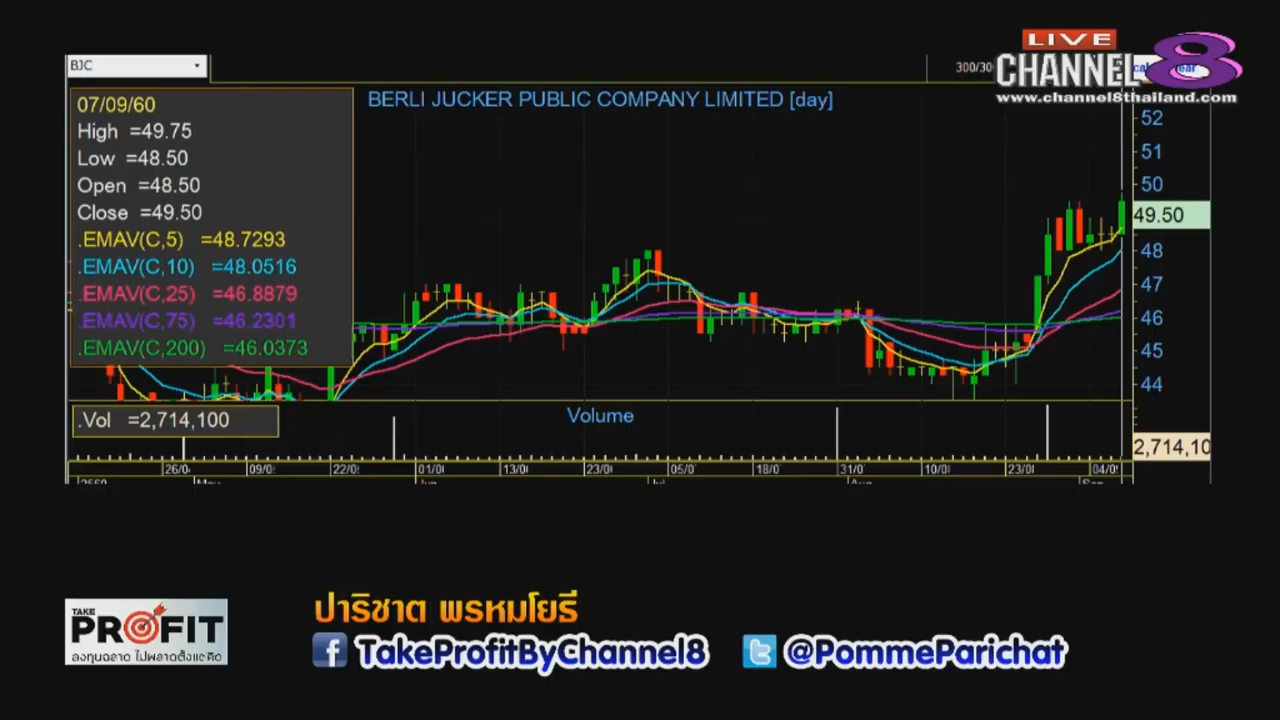 LIVE
CHANNEL 8
www.channel8thailand.com
BJC
300/30
BERLI JUCKER PUBLIC COMPANY LIMITED [day]
07/09/60
High =49.75
Low =48.50
Open =48.50
Close =49.50
.EMAV(C,5) =48.7293
.EMAV(C,10) =48.0516
.EMAV(C,25) =46.8879
.EMAV(C,75) =46.2301
.EMAV(C,200) =46.0373
52
51
50
49.50
48
47
46
45
44
.Vol =2,714,100
Volume
2,714,10
26/0 09/0 22/0 01/0 13/0 23/0 05/0 18/0 31/0 10/0 23/0 04/0
TAKE
PROFIT
ลงทุนฉลาด ไม่พลาดตั้งแต่คิด
ปาริชาต พรหมโยธี
TakeProfitByChannel8 @PommeParichat